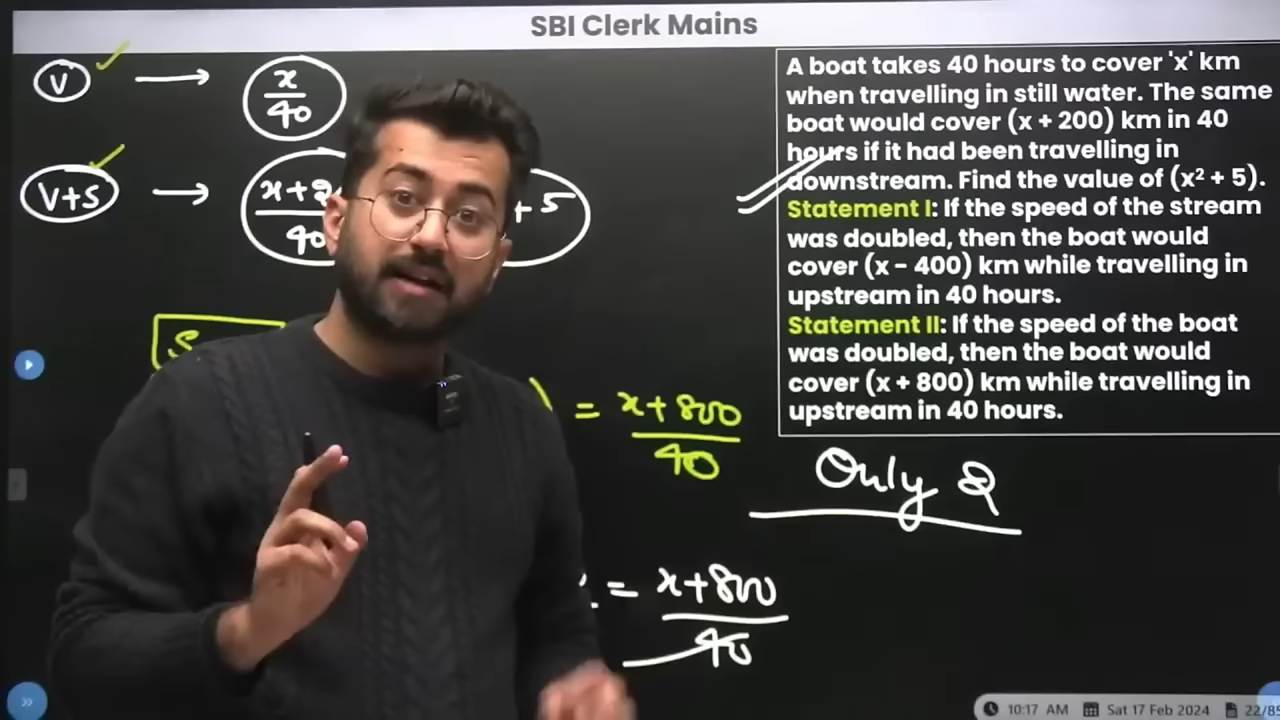 SBI Clerk Mains
V → x/40
V+S → x+2 +5
40
S
= x+800
40
Only 2
= x+800
40
A boat takes 40 hours to cover 'x' km
when travelling in still water. The same
boat would cover (x + 200) km in 40
hours if it had been travelling in
downstream. Find the value of (x² + 5).
Statement I: If the speed of the stream
was doubled, then the boat would
cover (x - 400) km while travelling in
upstream in 40 hours.
Statement II: If the speed of the boat
was doubled, then the boat would
cover (x + 800) km while travelling in
upstream in 40 hours.
10:17 AM Sat 17 Feb 2024 22/85